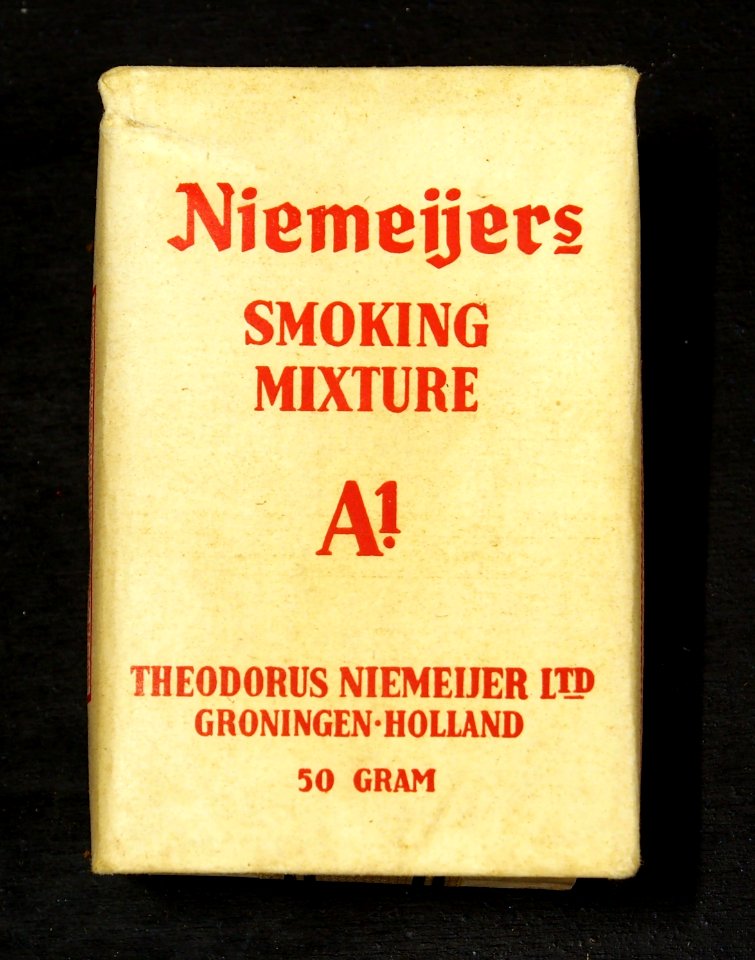 Niemeijers
SMOKING
MIXTURE
A1.
THEODORUS NIEMEIJER LTD
GRONINGEN·HOLLAND
50 GRAM